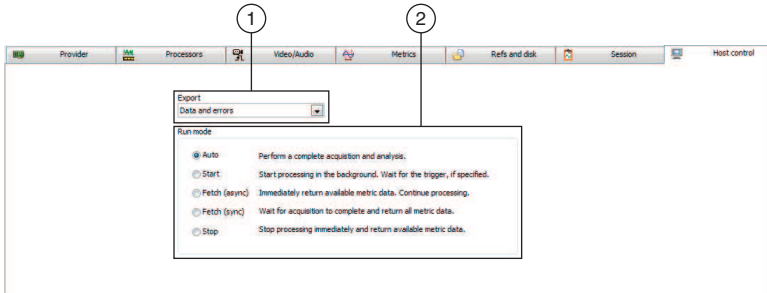 1 2
Provider Processors Video/Audio Metrics Refs and disk Session Host control
Export
Data and errors
Run mode
Auto Perform a complete acquistion and analysis.
Start Start processing in the background. Wait for the trigger, if specified.
Fetch (async) Immediately return available metric data. Continue processing.
Fetch (sync) Wait for acquisition to complete and return all metric data.
Stop Stop processing immediately and return available metric data.